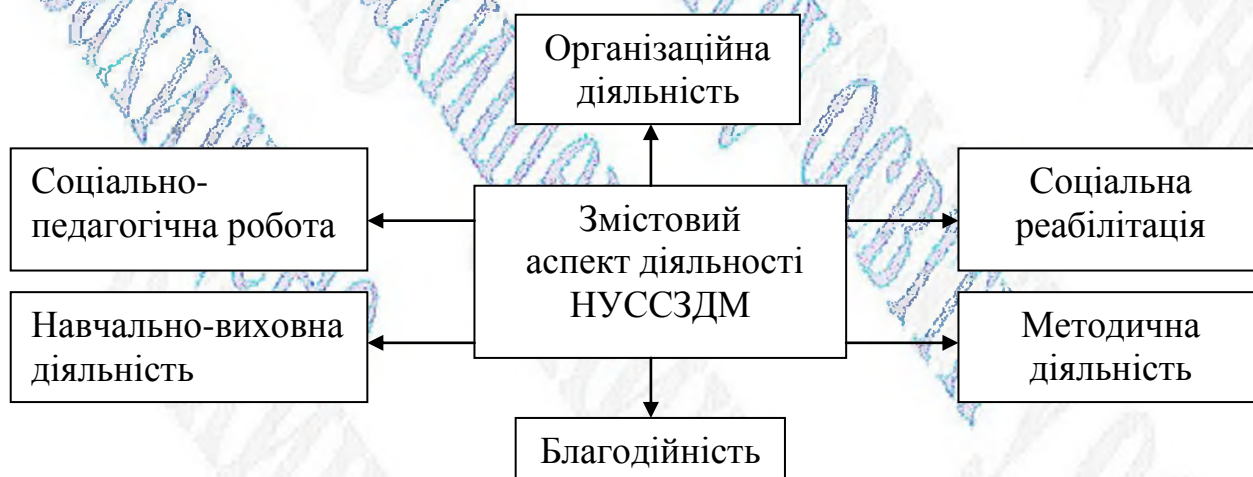 Організаційна
діяльність
Соціально-
педагогічна робота
Змістовий
аспект діяльності
НУССЗДМ
Соціальна
реабілітація
Навчально-виховна
діяльність
Методична
діяльність
Благодійність